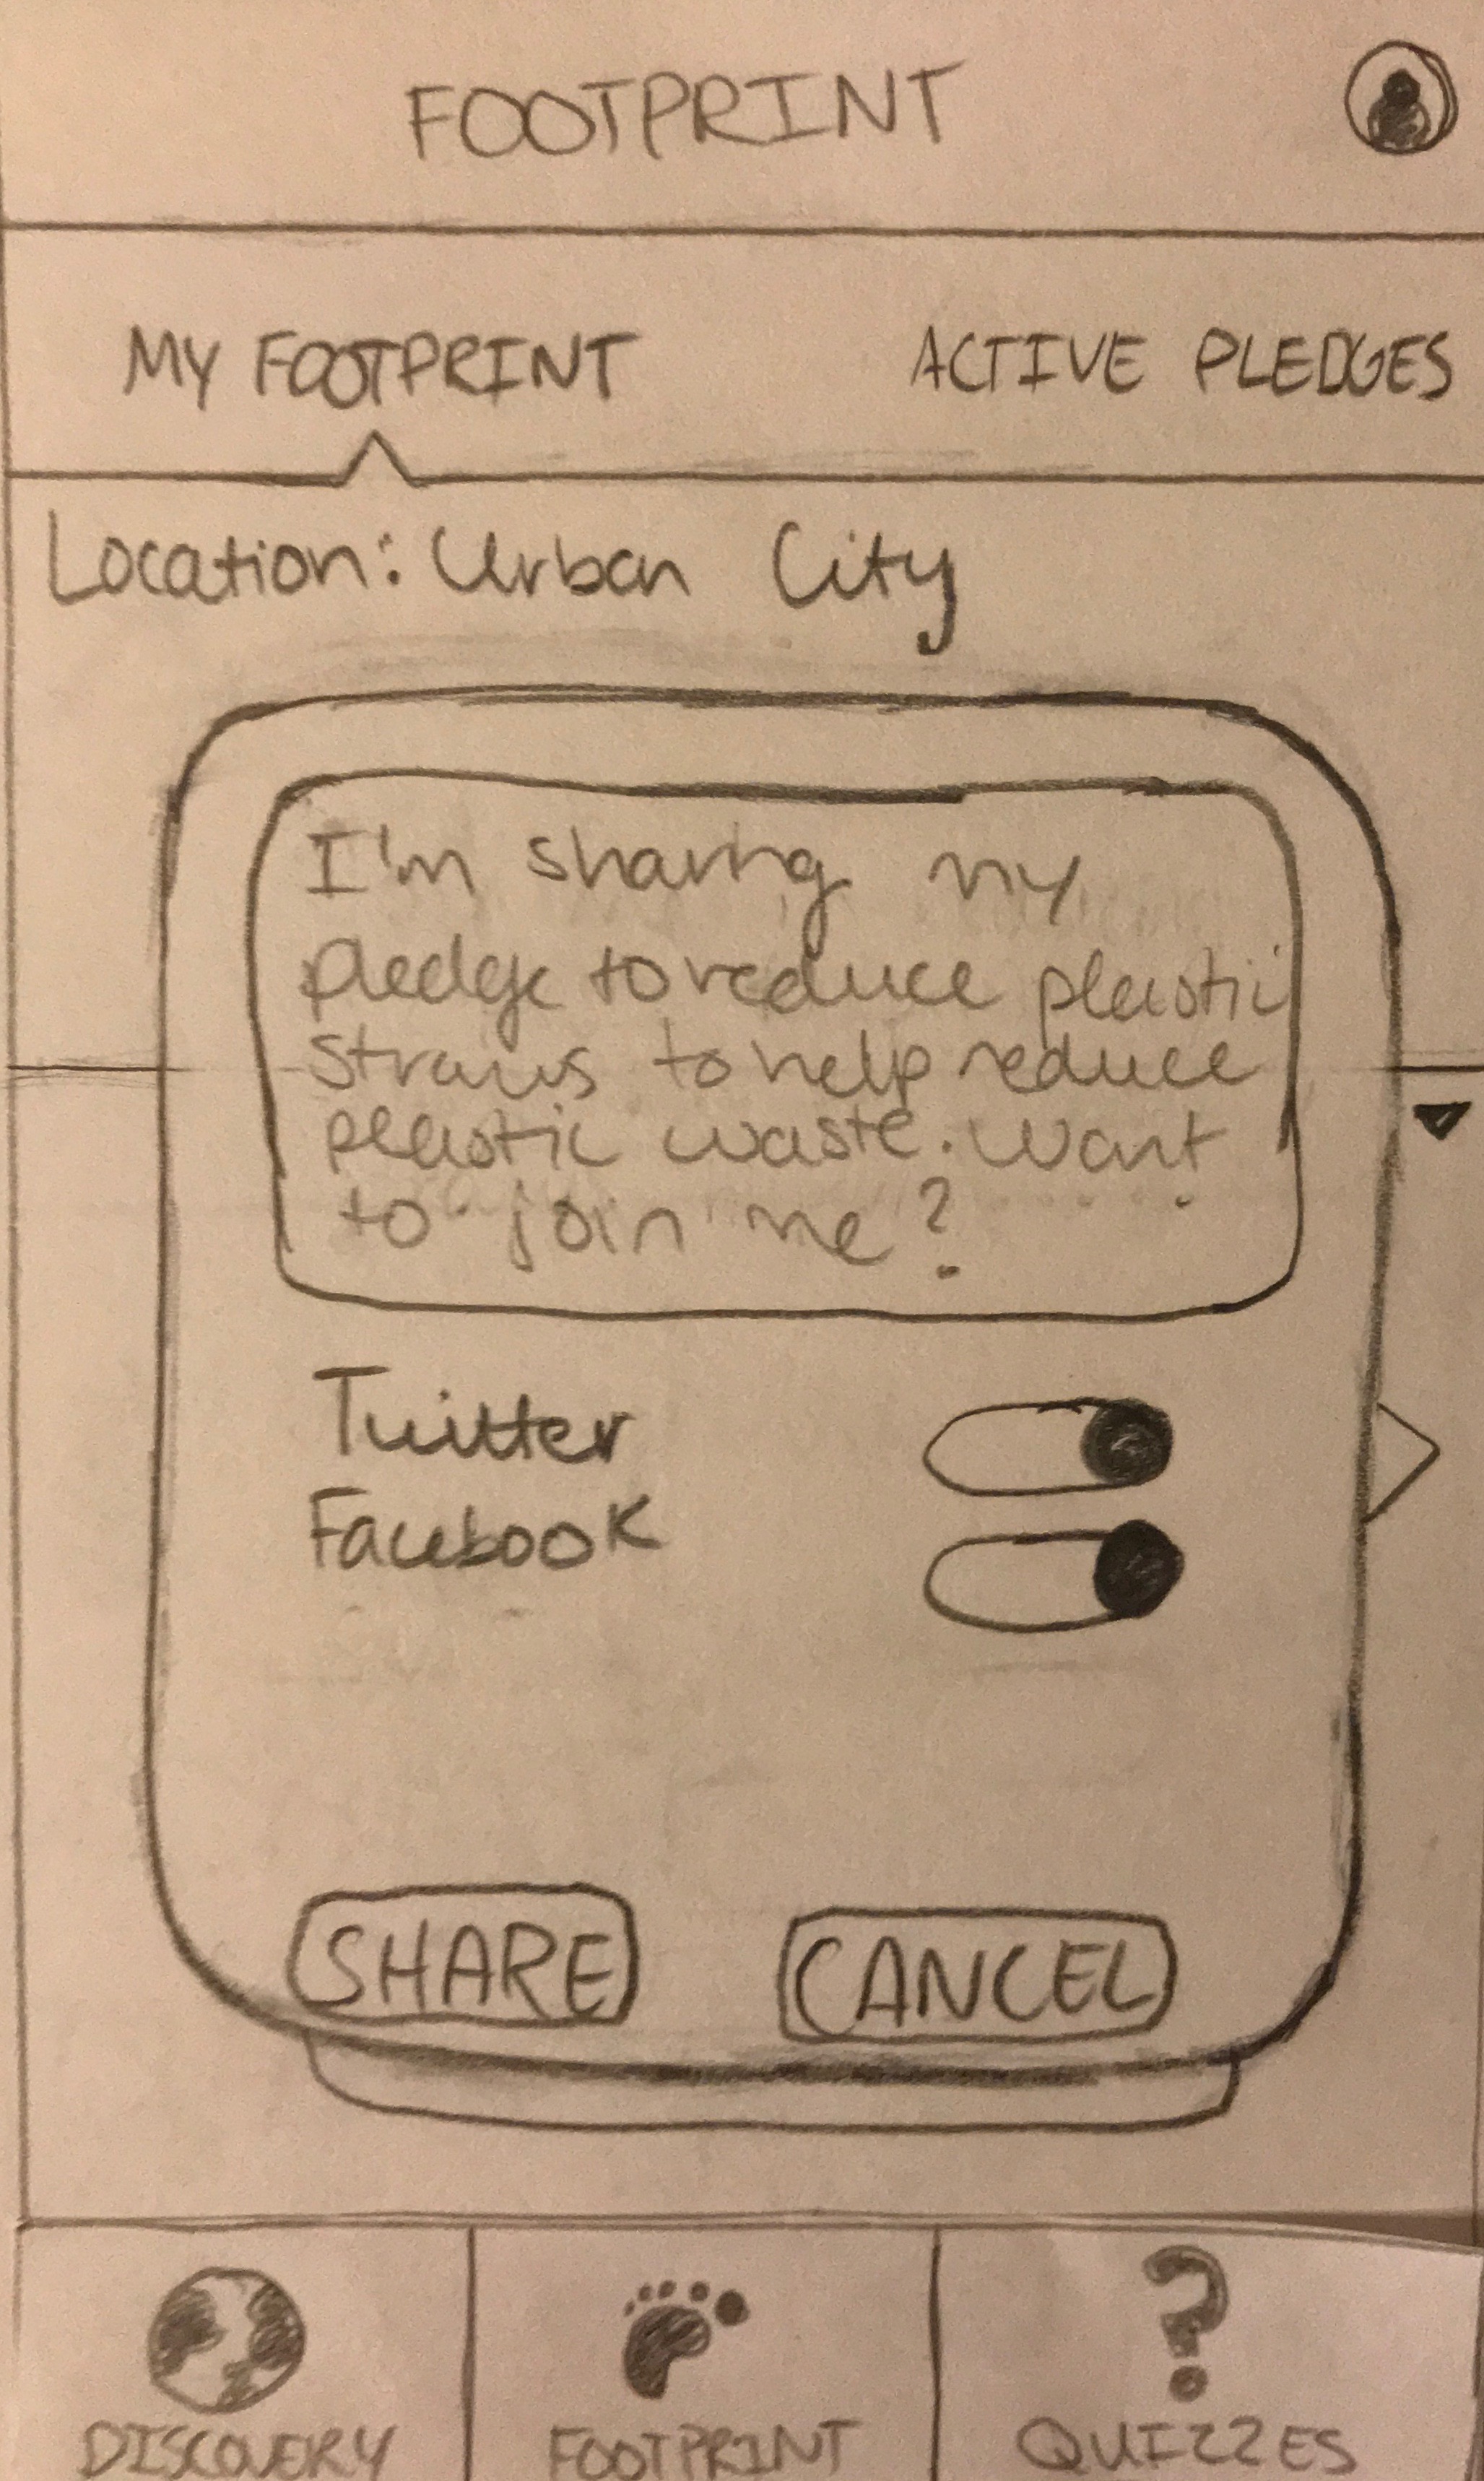 FOOTPRINT
MY FOOTPRINT ACTIVE PLEDGES
Location: Urban City
I'm sharing my
pledge to reduce plastic
straws to help reduce
plastic waste. Want
to join me?
Twitter
Facebook
SHARE CANCEL
DISCOVERY FOOTPRINT QUIZZES